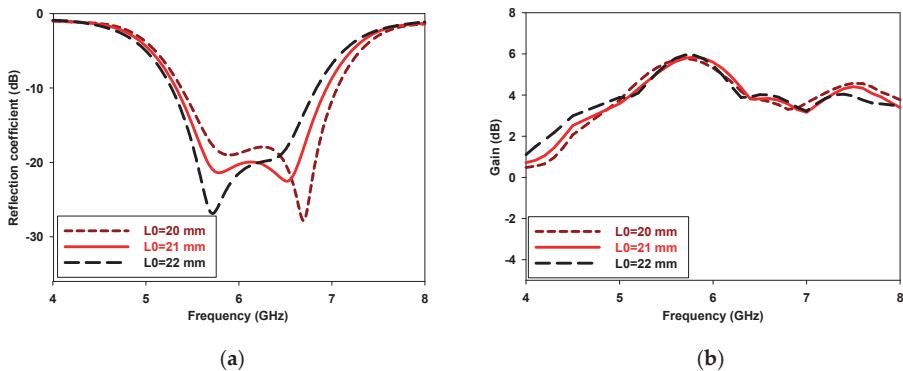 0
-10
-20
-30
Reflection coefficient (dB)
L0=20 mm
L0=21 mm
L0=22 mm
4 5 6 7 8
Frequency (GHz)
(a)
8
6
4
2
0
-2
-4
Gain (dB)
L0=20 mm
L0=21 mm
L0=22 mm
4 5 6 7 8
Frequency (GHz)
(b)